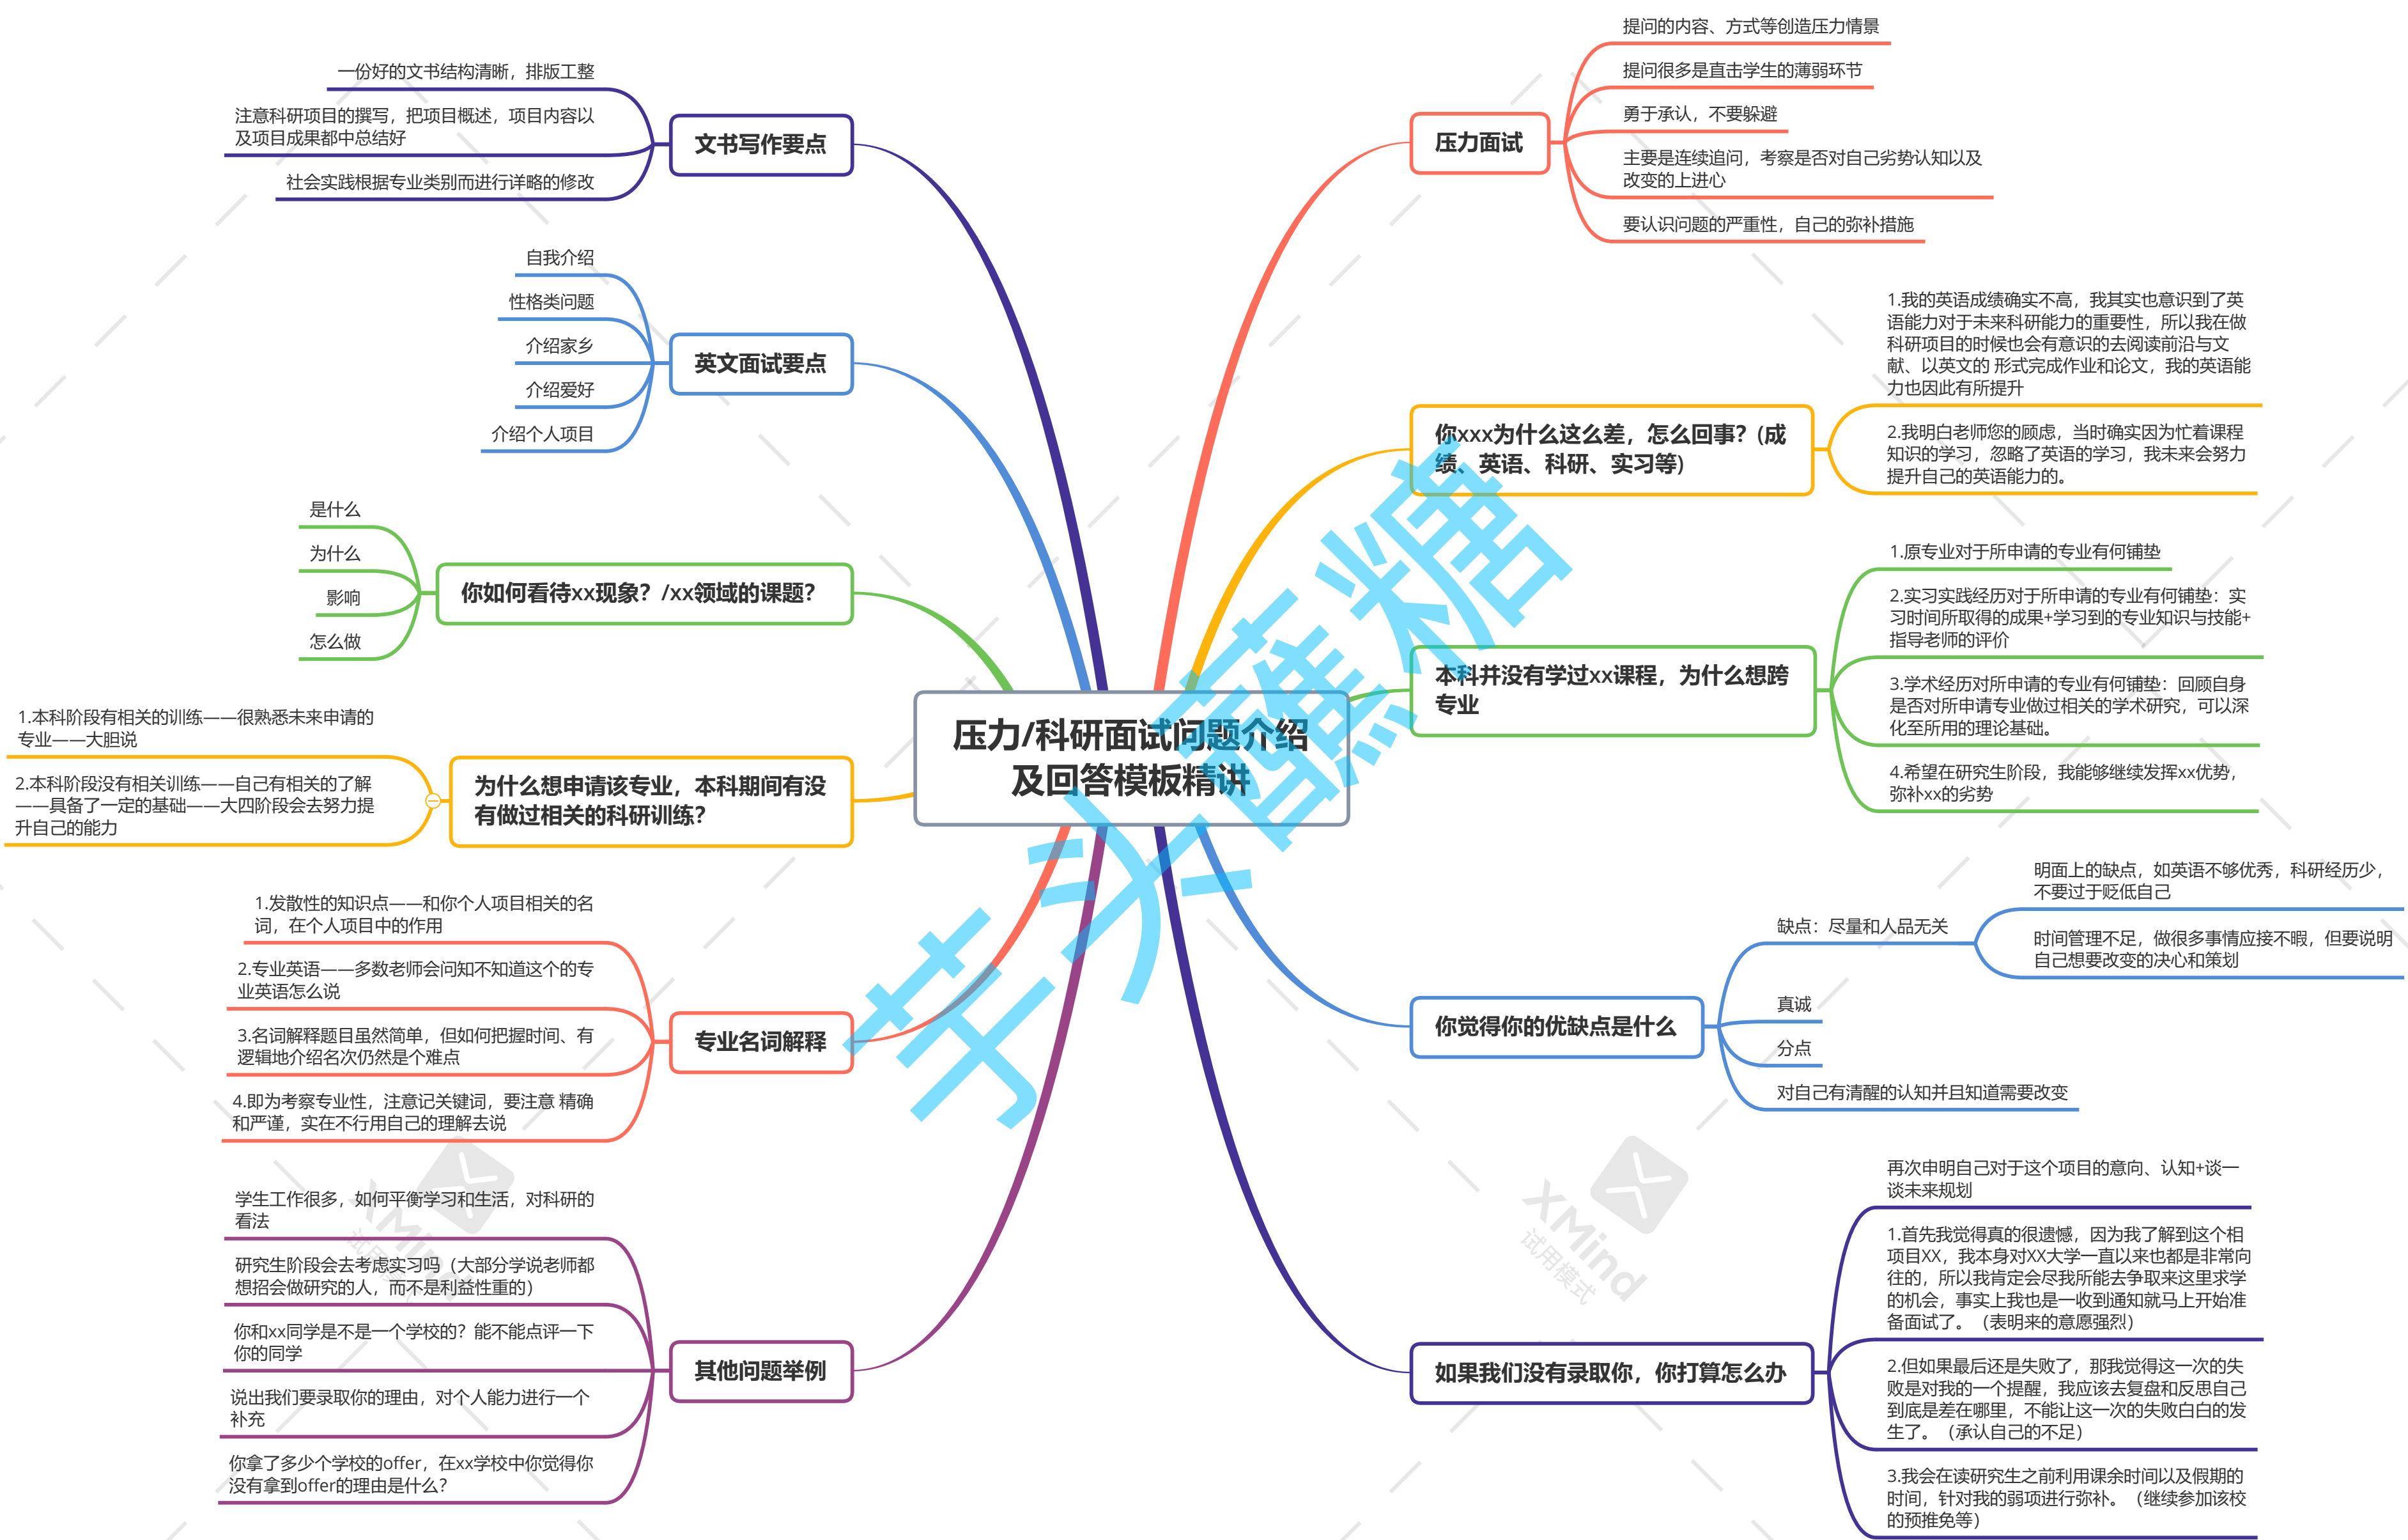 压力/科研面试问题介绍
及回答模板精讲
压力面试
提问的内容、方式等创造压力情景
提问很多是直击学生的薄弱环节
勇于承认，不要躲避
主要是连续追问，考察是否对自己劣势认知以及
改变的上进心
要认识问题的严重性，自己的弥补措施
你xxx为什么这么差，怎么回事？(成
绩、英语、科研、实习等)
1.我的英语成绩确实不高，我其实也意识到了英
语能力对于未来科研能力的重要性，所以我在做
科研项目的时候也会有意识的去阅读前沿与文
献、以英文的 形式完成作业和论文，我的英语能
力也因此有所提升
2.我明白老师您的顾虑，当时确实因为忙着课程
知识的学习，忽略了英语的学习，我未来会努力
提升自己的英语能力的。
本科并没有学过xx课程，为什么想跨
专业
1.原专业对于所申请的专业有何铺垫
2.实习实践经历对于所申请的专业有何铺垫：实
习时间所取得的成果+学习到的专业知识与技能+
指导老师的评价
3.学术经历对所申请的专业有何铺垫：回顾自身
是否对所申请专业做过相关的学术研究，可以深
化至所用的理论基础。
4.希望在研究生阶段，我能够继续发挥xx优势，
弥补xx的劣势
你觉得你的优缺点是什么
缺点：尽量和人品无关
明面上的缺点，如英语不够优秀，科研经历少，
不要过于贬低自己
时间管理不足，做很多事情应接不暇，但要说明
自己想要改变的决心和策划
真诚
分点
对自己有清醒的认知并且知道需要改变
如果我们没有录取你，你打算怎么办
再次申明自己对于这个项目的意向、认知+谈一
谈未来规划
1.首先我觉得真的很遗憾，因为我了解到这个相
项目XX，我本身对XX大学一直以来也都是非常向
往的，所以我肯定会尽我所能去争取来这里求学
的机会，事实上我也是一收到通知就马上开始准
备面试了。（表明来的意愿强烈）
2.但如果最后还是失败了，那我觉得这一次的失
败是对我的一个提醒，我应该去复盘和反思自己
到底是差在哪里，不能让这一次的失败白白的发
生了。（承认自己的不足）
3.我会在读研究生之前利用课余时间以及假期的
时间，针对我的弱项进行弥补。（继续参加该校
的预推免等）
文书写作要点
一份好的文书结构清晰，排版工整
注意科研项目的撰写，把项目概述，项目内容以
及项目成果都中总结好
社会实践根据专业类别而进行详略的修改
英文面试要点
自我介绍
性格类问题
介绍家乡
介绍爱好
介绍个人项目
你如何看待xx现象？/xx领域的课题？
是什么
为什么
影响
怎么做
为什么想申请该专业，本科期间有没
有做过相关的科研训练？
1.本科阶段有相关的训练——很熟悉未来申请的
专业——大胆说
2.本科阶段没有相关训练——自己有相关的了解
——具备了一定的基础——大四阶段会去努力提
升自己的能力
专业名词解释
1.发散性的知识点——和你个人项目相关的名
词，在个人项目中的作用
2.专业英语——多数老师会问知不知道这个的专
业英语怎么说
3.名词解释题目虽然简单，但如何把握时间、有
逻辑地介绍名次仍然是个难点
4.即为考察专业性，注意记关键词，要注意 精确
和严谨，实在不行用自己的理解去说
其他问题举例
学生工作很多，如何平衡学习和生活，对科研的
看法
研究生阶段会去考虑实习吗（大部分学说老师都
想招会做研究的人，而不是利益性重的）
你和xx同学是不是一个学校的？能不能点评一下
你的同学
说出我们要录取你的理由，对个人能力进行一个
补充
你拿了多少个学校的offer，在xx学校中你觉得你
没有拿到offer的理由是什么？
芋头蘸糖
XMind
试用模式
XMind
试用模式